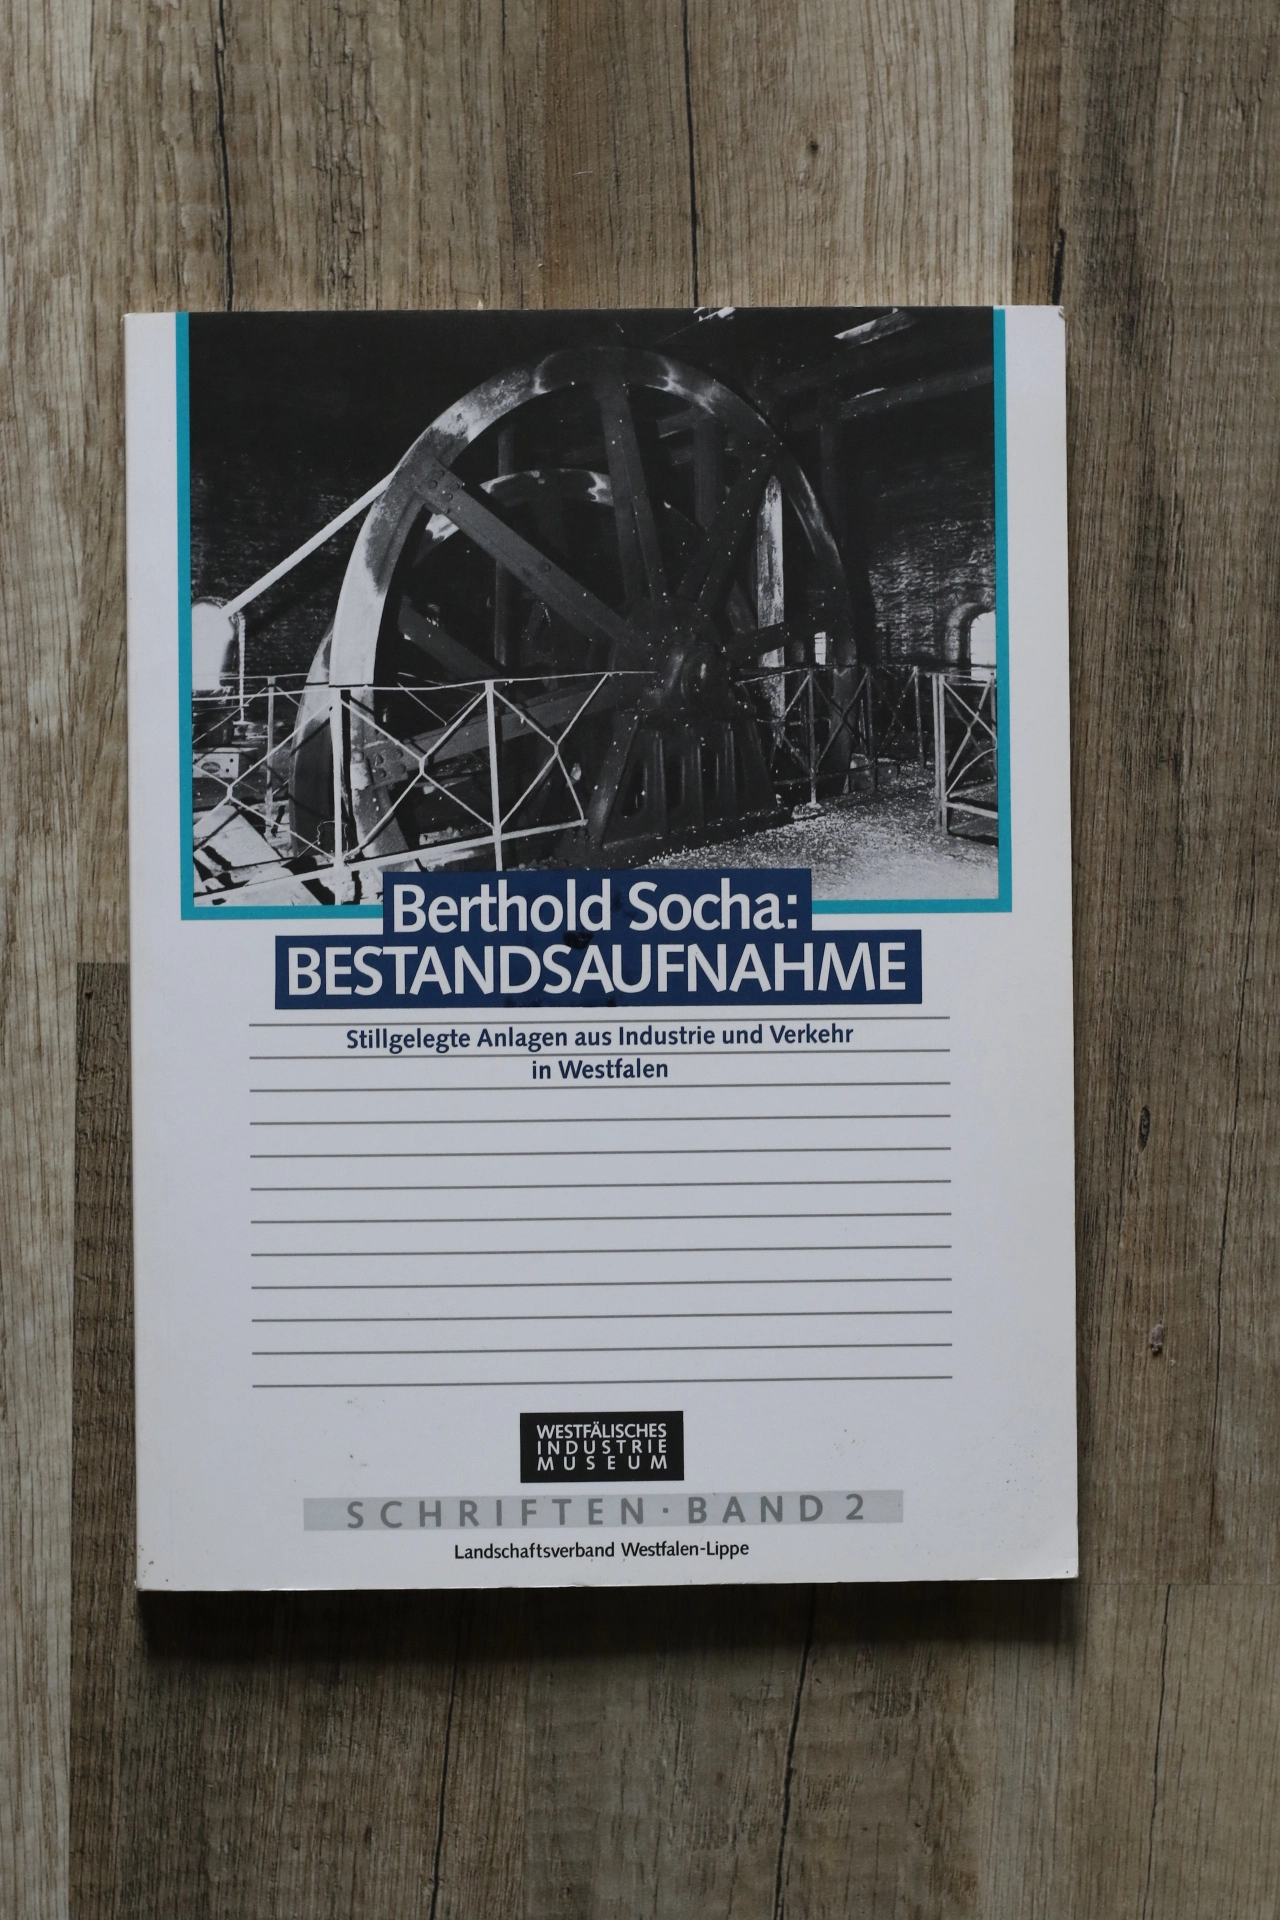 Berthold Socha:
BESTANDSAUFNAHME
Stillgelegte Anlagen aus Industrie und Verkehr
in Westfalen
WESTFÄLISCHES
INDUSTRIE
MUSEUM
SCHRIFTEN · BAND 2
Landschaftsverband Westfalen-Lippe